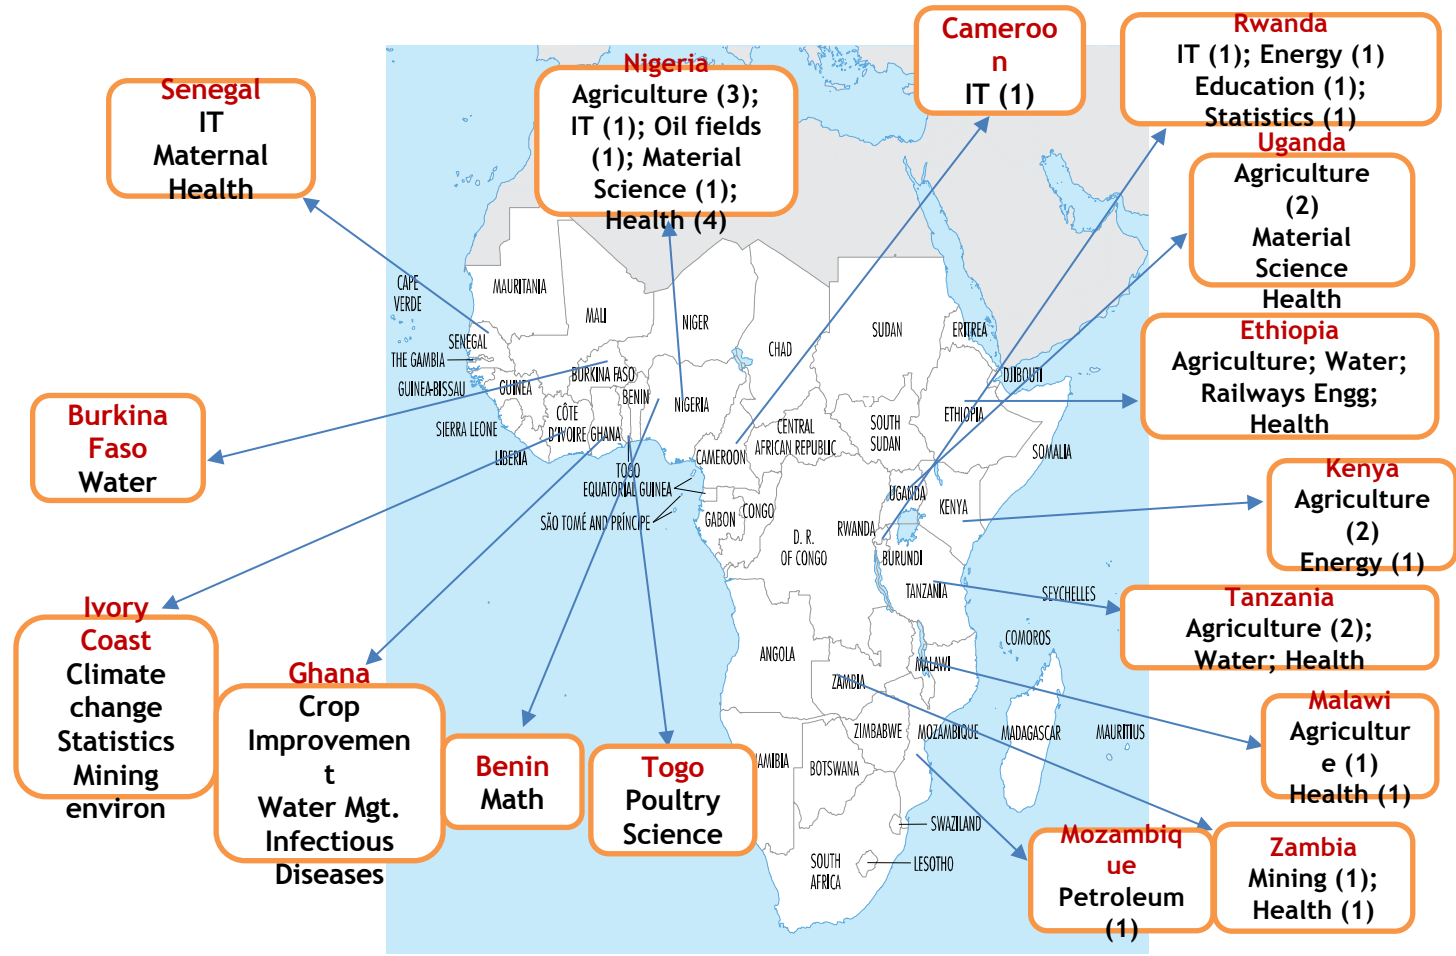 Senegal
IT
Maternal
Health
Nigeria
Agriculture (3);
IT (1); Oil fields
(1); Material
Science (1);
Health (4)
Cameroo
n
IT (1)
Rwanda
IT (1); Energy (1)
Education (1);
Statistics (1)
Uganda
Agriculture
(2)
Material
Science
Health
Ethiopia
Agriculture; Water;
Railways Engg;
Health
Kenya
Agriculture
(2)
Energy (1)
Tanzania
Agriculture (2);
Water; Health
Malawi
Agricultur
e (1)
Health (1)
Zambia
Mining (1);
Health (1)
Mozambiq
ue
Petroleum
(1)
Togo
Poultry
Science
Benin
Math
Ghana
Crop
Improvemen
t
Water Mgt.
Infectious
Diseases
Ivory
Coast
Climate
change
Statistics
Mining
environ
Burkina
Faso
Water
CAPE
VERDE
MAURITANIA
MALI
NIGER
CHAD
SUDAN
ERITREA
SENEGAL
THE GAMBIA
GUINEA-BISSAU
GUINEA
SIERRA LEONE
LIBERIA
CÔTE
D'IVOIRE
BURKINA FASO
GHANA
BENIN
TOGO
NIGERIA
CAMEROON
CENTRAL
AFRICAN REPUBLIC
SOUTH
SUDAN
ETHIOPIA
DJIBOUTI
SOMALIA
EQUATORIAL GUINEA
SÃO TOMÉ AND PRÍNCIPE
GABON
CONGO
D. R.
OF CONGO
UGANDA
KENYA
RWANDA
BURUNDI
TANZANIA
SEYCHELLES
COMOROS
ANGOLA
ZAMBIA
MALAWI
ZIMBABWE
MOZAMBIQUE
MADAGASCAR
MAURITIUS
NAMIBIA
BOTSWANA
SWAZILAND
LESOTHO
SOUTH
AFRICA